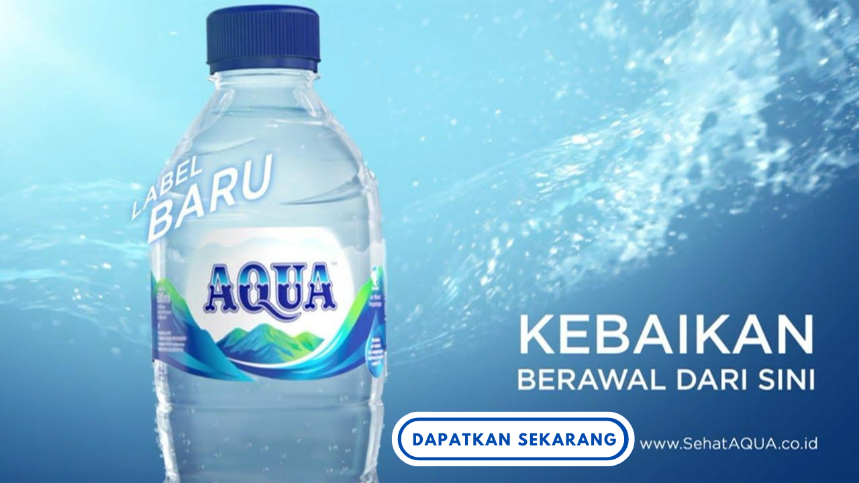 LABEL
BARU
AQUA
KEBAIKAN
BERAWAL DARI SINI
DAPATKAN SEKARANG
www.SehatAQUA.co.id